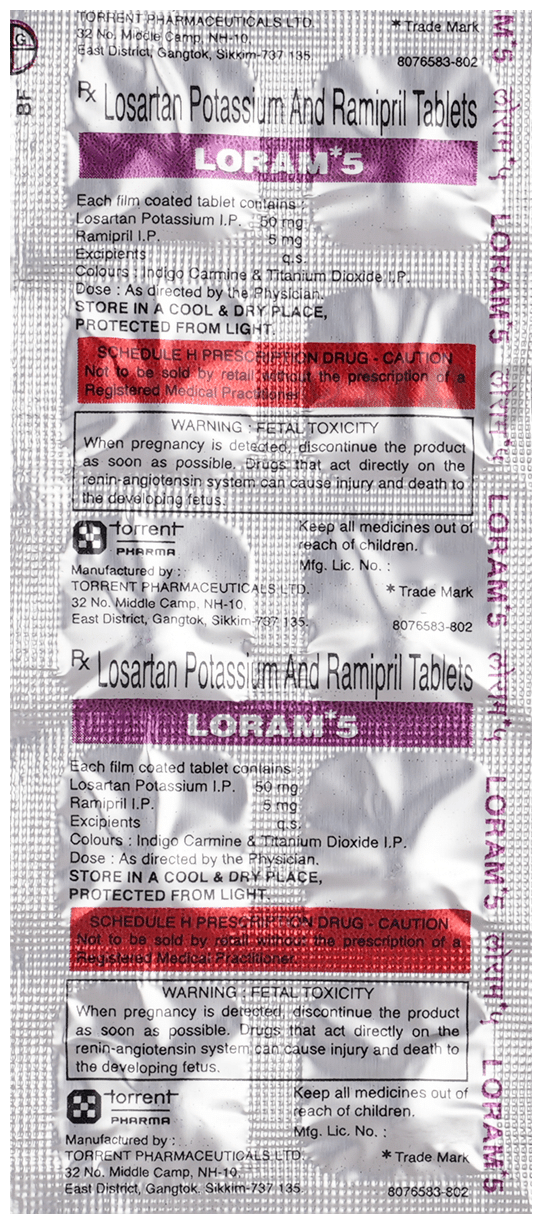 TORRENT PHARMACEUTICALS LTD.
32 No. Middle Camp, NH-10,
East District, Gangtok, Sikkim-737 135.
* Trade Mark
8076583-802
G
BF
Rx Losartan Potassium And Ramipril Tablets
LORAM*5
Each film coated tablet contains :
Losartan Potassium I.P. 50 mg
Ramipril I.P. 5 mg
Excipients q.s.
Colours : Indigo Carmine & Titanium Dioxide I.P.
Dose : As directed by the Physician.
STORE IN A COOL & DRY PLACE,
PROTECTED FROM LIGHT.
SCHEDULE H PRESCRIPTION DRUG - CAUTION
Not to be sold by retail without the prescription of a
Registered Medical Practitioner.
WARNING : FETAL TOXICITY
When pregnancy is detected, discontinue the product
as soon as possible. Drugs that act directly on the
renin-angiotensin system can cause injury and death to
the developing fetus.
torrent
PHARMA
Keep all medicines out of
reach of children.
Mfg. Lic. No. :
Manufactured by :
TORRENT PHARMACEUTICALS LTD.
32 No. Middle Camp, NH-10,
East District, Gangtok, Sikkim-737 135.
* Trade Mark
8076583-802
Rx Losartan Potassium And Ramipril Tablets
LORAM*5
Each film coated tablet contains :
Losartan Potassium I.P. 50 mg
Ramipril I.P. 5 mg
Excipients q.s.
Colours : Indigo Carmine & Titanium Dioxide I.P.
Dose : As directed by the Physician.
STORE IN A COOL & DRY PLACE,
PROTECTED FROM LIGHT.
SCHEDULE H PRESCRIPTION DRUG - CAUTION
Not to be sold by retail without the prescription of a
Registered Medical Practitioner.
WARNING : FETAL TOXICITY
When pregnancy is detected, discontinue the product
as soon as possible. Drugs that act directly on the
renin-angiotensin system can cause injury and death to
the developing fetus.
torrent
PHARMA
Keep all medicines out of
reach of children.
Mfg. Lic. No. :
Manufactured by :
TORRENT PHARMACEUTICALS LTD.
32 No. Middle Camp, NH-10,
East District, Gangtok, Sikkim-737 135.
* Trade Mark
8076583-802
M*5 लोरम*५ LORAM*5 लोरम*५ LORAM*5 लोरम*५ LORAM*5 लोरम*५ LORAM*5